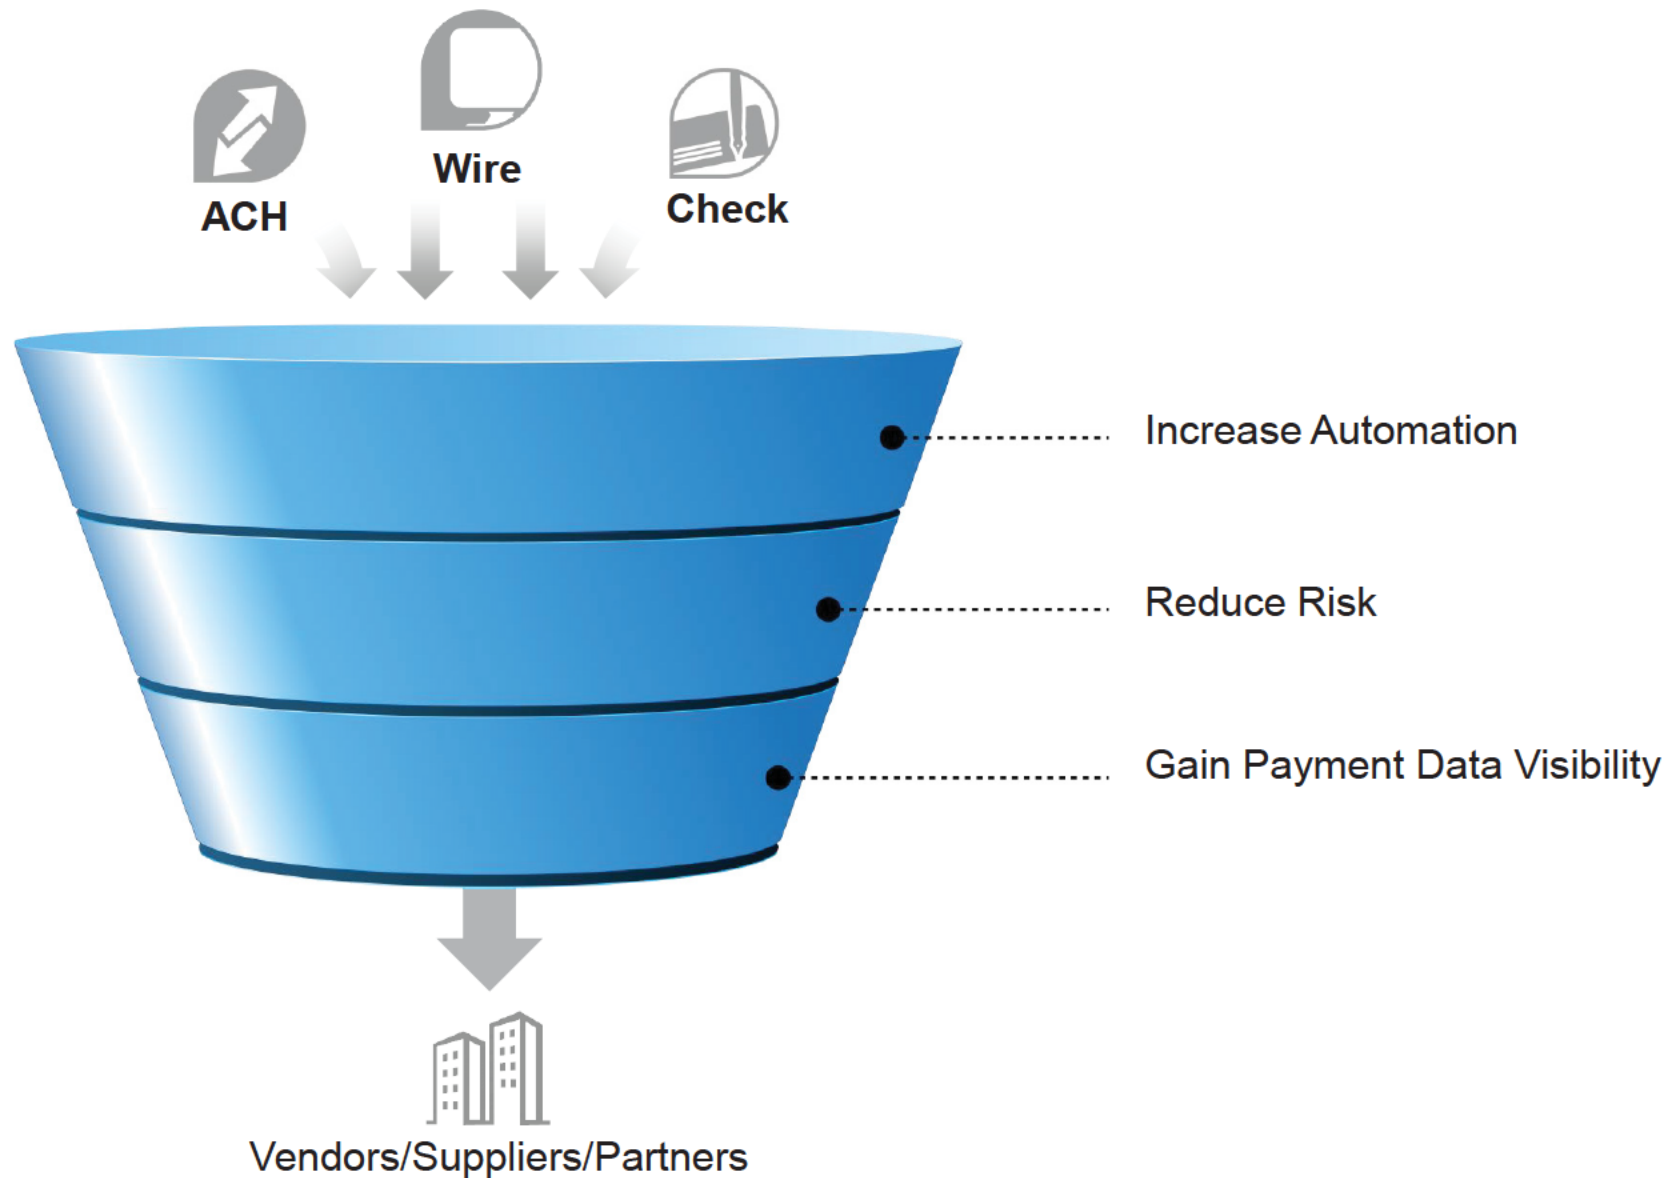 Wire
ACH
Check
Increase Automation
Reduce Risk
Gain Payment Data Visibility
Vendors/Suppliers/Partners